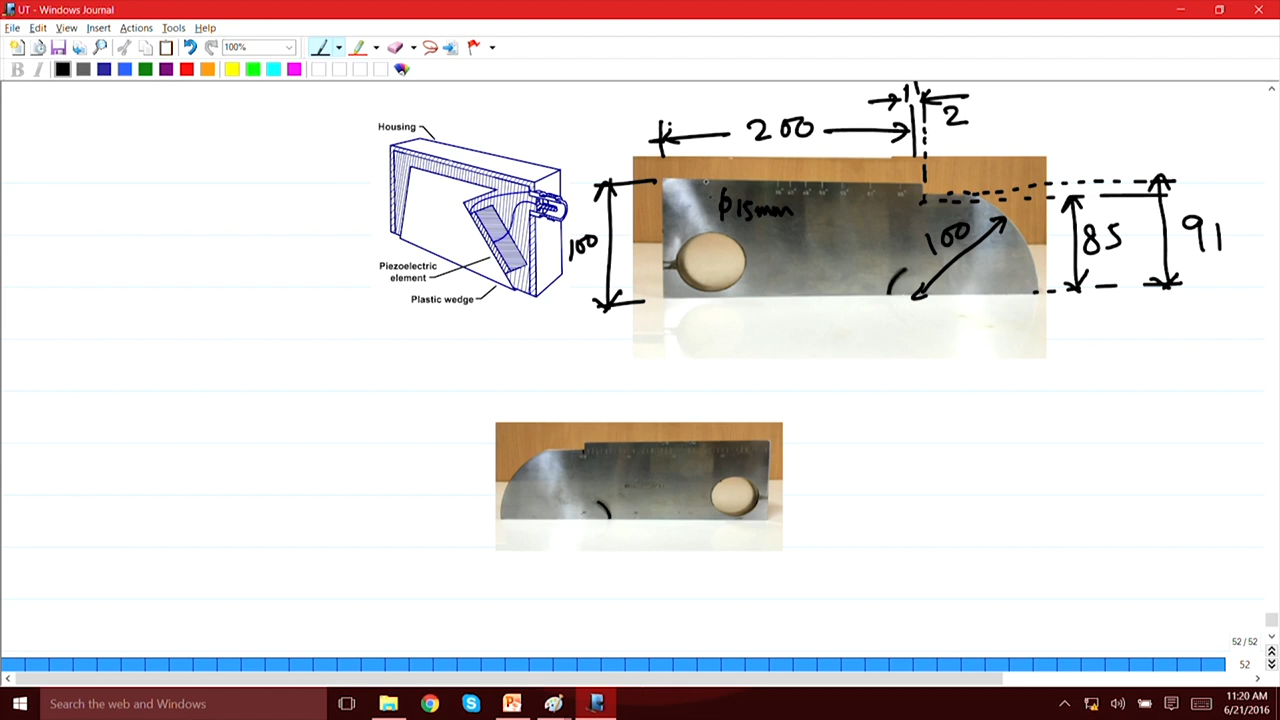 UT - Windows Journal
File Edit View Insert Actions Tools Help
100%
B I
Housing
Piezoelectric
element
Plastic wedge
200
2
100
φ15mm
100
85
91
52 / 52
52
Search the web and Windows
11:20 AM
6/21/2016